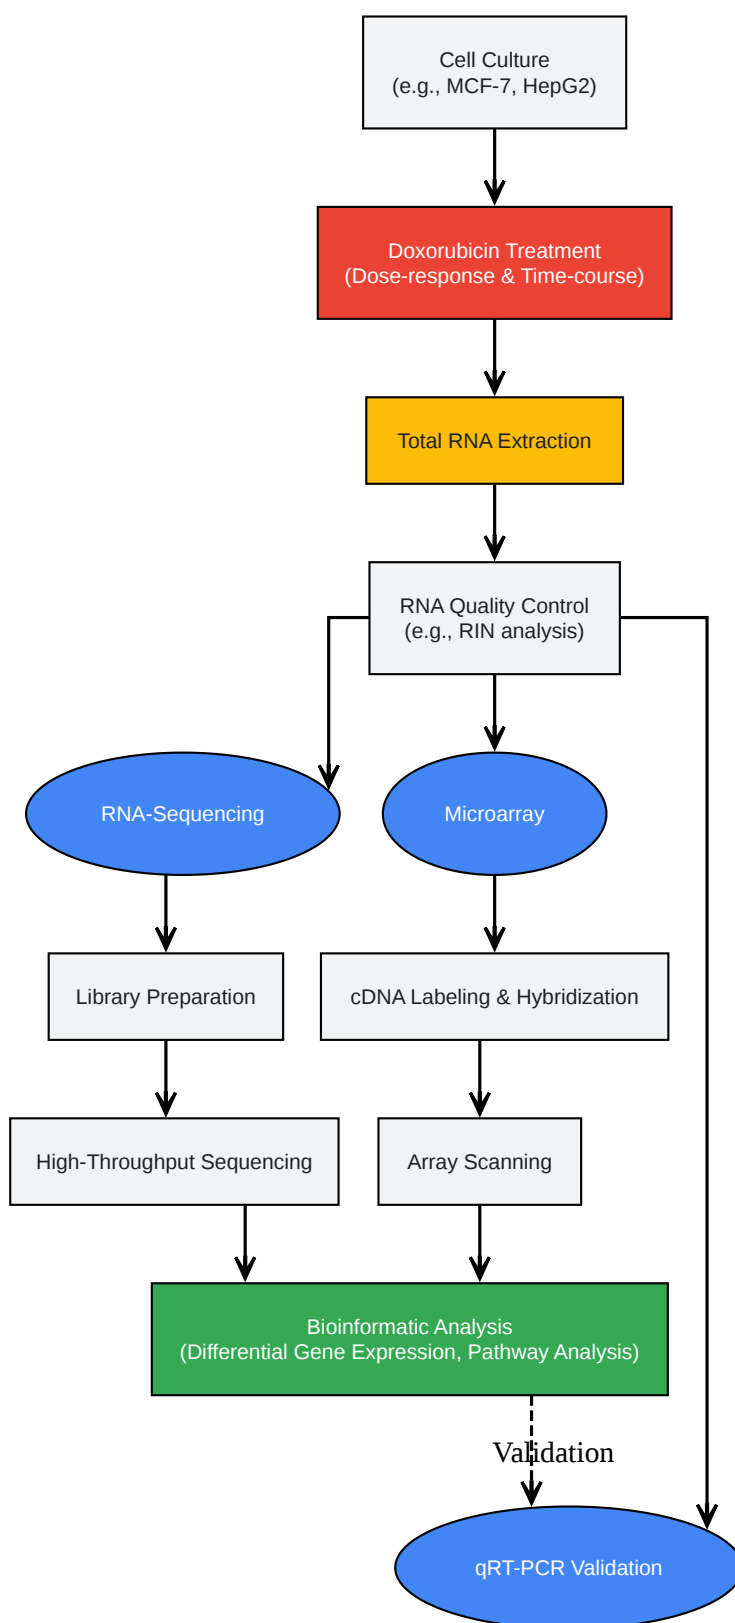 Cell Culture
(e.g., MCF-7, HepG2)
Doxorubicin Treatment
(Dose-response & Time-course)
Total RNA Extraction
RNA Quality Control
(e.g., RIN analysis)
RNA-Sequencing
Microarray
Library Preparation
cDNA Labeling & Hybridization
High-Throughput Sequencing
Array Scanning
Bioinformatic Analysis
(Differential Gene Expression, Pathway Analysis)
Validation
qRT-PCR Validation